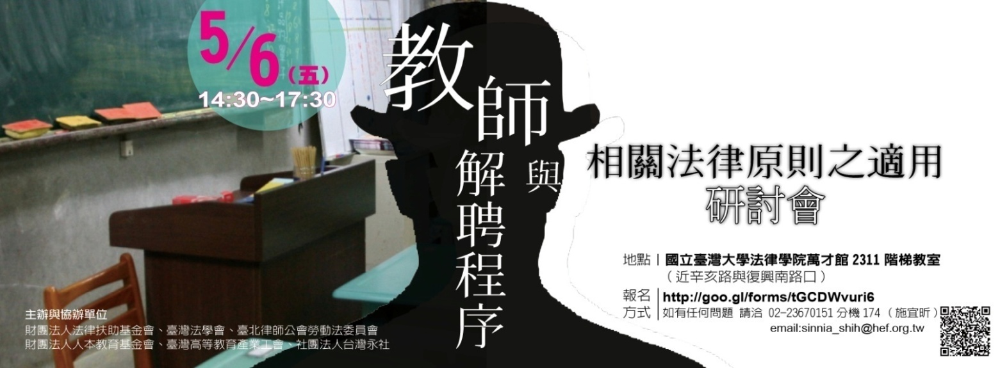 5/6(五)
14:30~17:30
教師
解聘程序
與
相關法律原則之適用
研討會
地點 國立臺灣大學法律學院萬才館 2311 階梯教室
(近辛亥路與復興南路口)
報名 http://goo.gl/forms/tGCDWvuri6
方式 如有任何問題 請洽 02-23670151 分機 174 (施宜昕)
email:sinnia_shih@hef.org.tw
主辦與協辦單位
財團法人法律扶助基金會、臺灣法學會、臺北律師公會勞動法委員會
財團法人人本教育基金會、臺灣高等教育產業工會、社團法人台灣永社